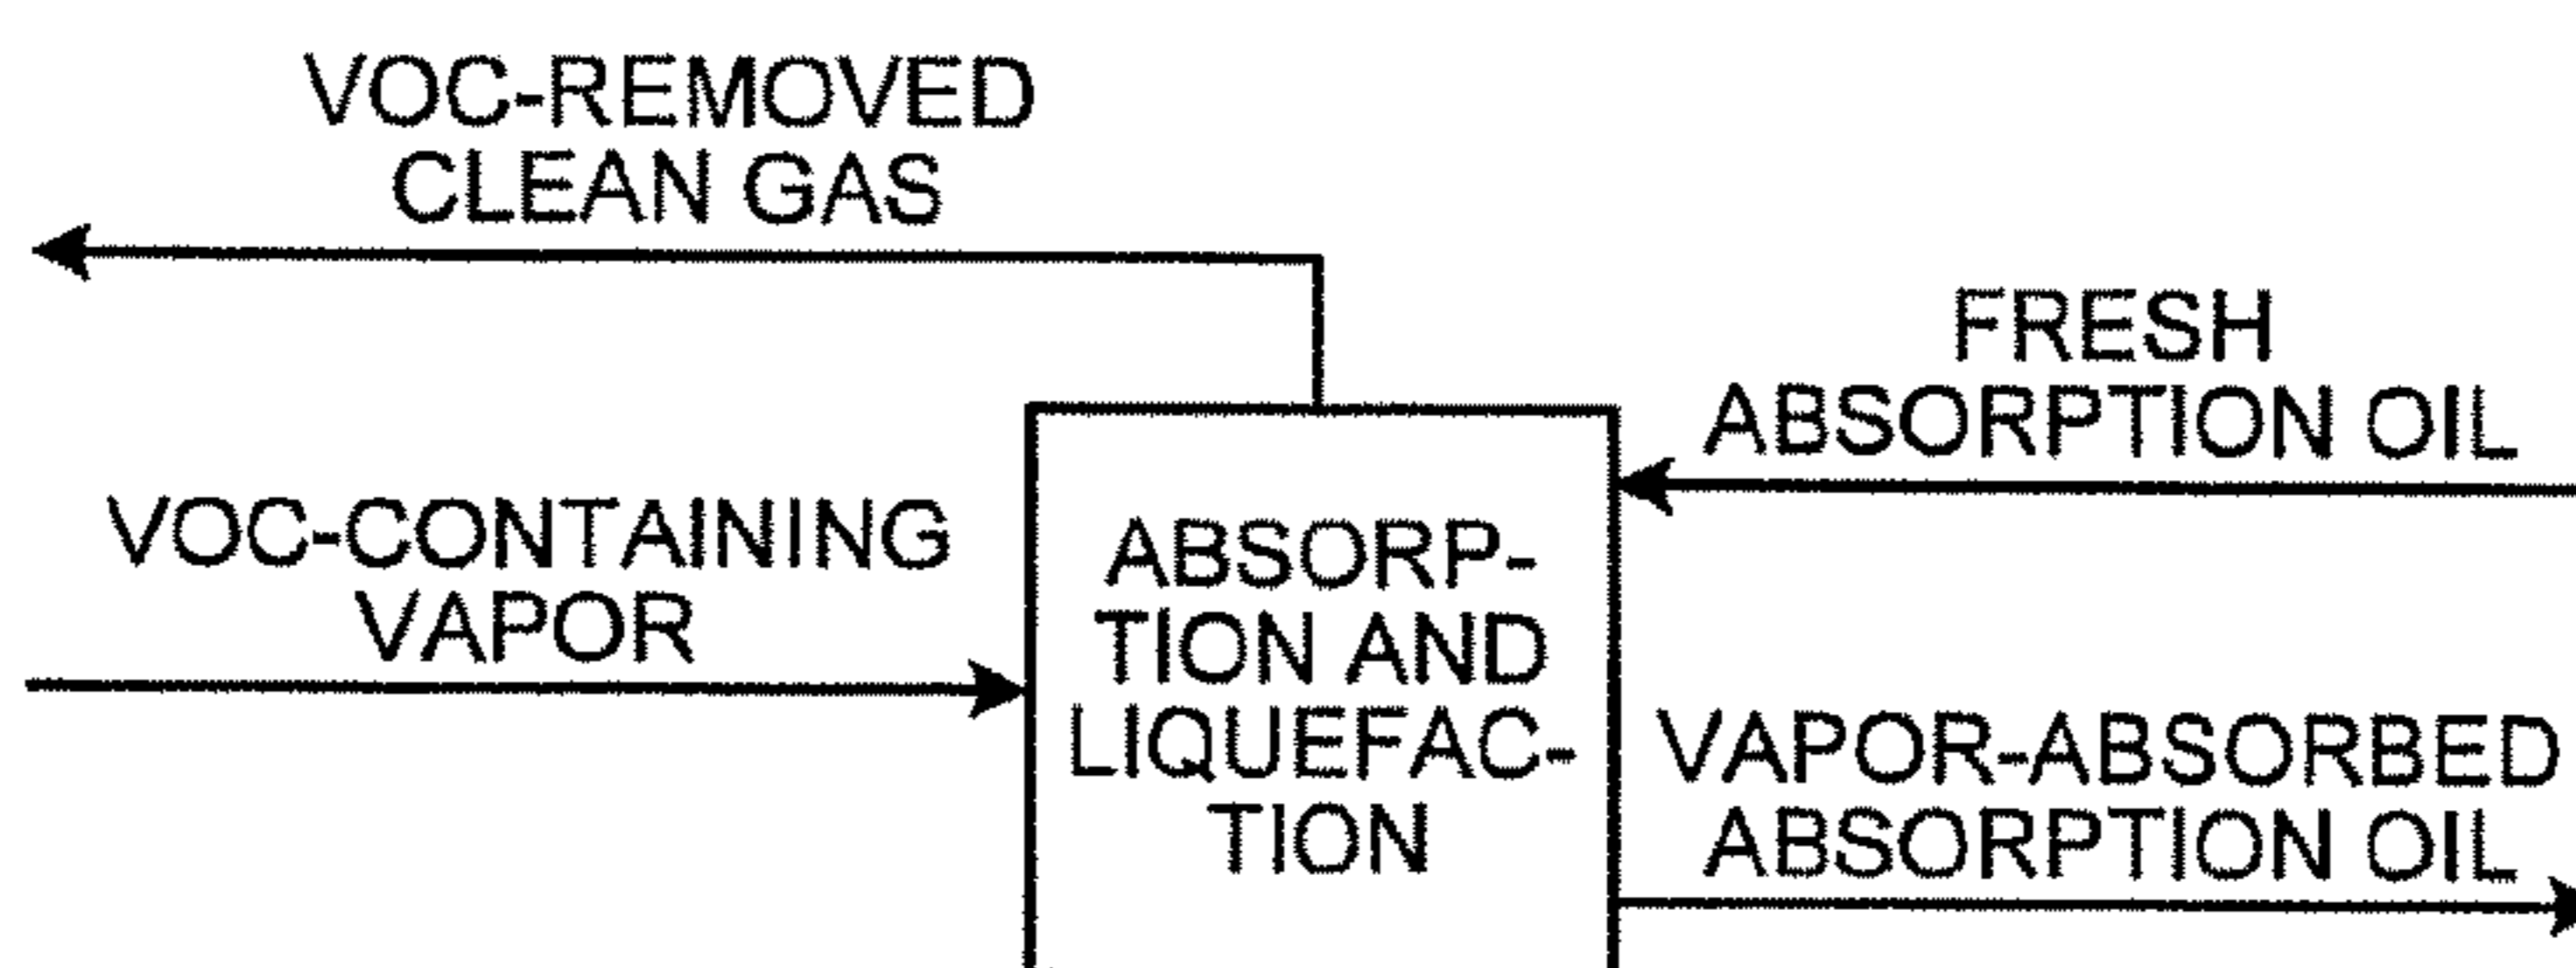 VOC-REMOVED
CLEAN GAS
FRESH
ABSORPTION OIL
VOC-CONTAINING
VAPOR
ABSORP-
TION AND
LIQUEFAC-
TION
VAPOR-ABSORBED
ABSORPTION OIL